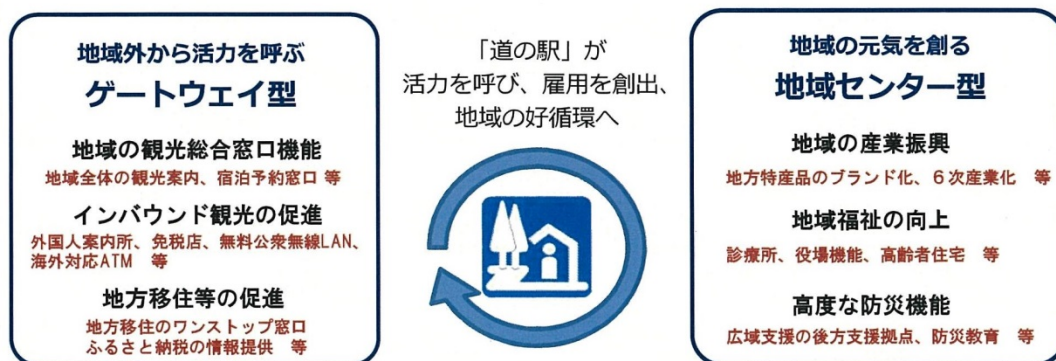 地域外から活力を呼ぶ
ゲートウェイ型
地域の観光総合窓口機能
地域全体の観光案内、宿泊予約窓口 等
インバウンド観光の促進
外国人案内所、免税店、無料公衆無線LAN、
海外対応ATM 等
地方移住等の促進
地方移住のワンストップ窓口
ふるさと納税の情報提供 等
「道の駅」が
活力を呼び、雇用を創出、
地域の好循環へ
地域の元気を創る
地域センター型
地域の産業振興
地方特産品のブランド化、6次産業化 等
地域福祉の向上
診療所、役場機能、高齢者住宅 等
高度な防災機能
広域支援の後方支援拠点、防災教育 等